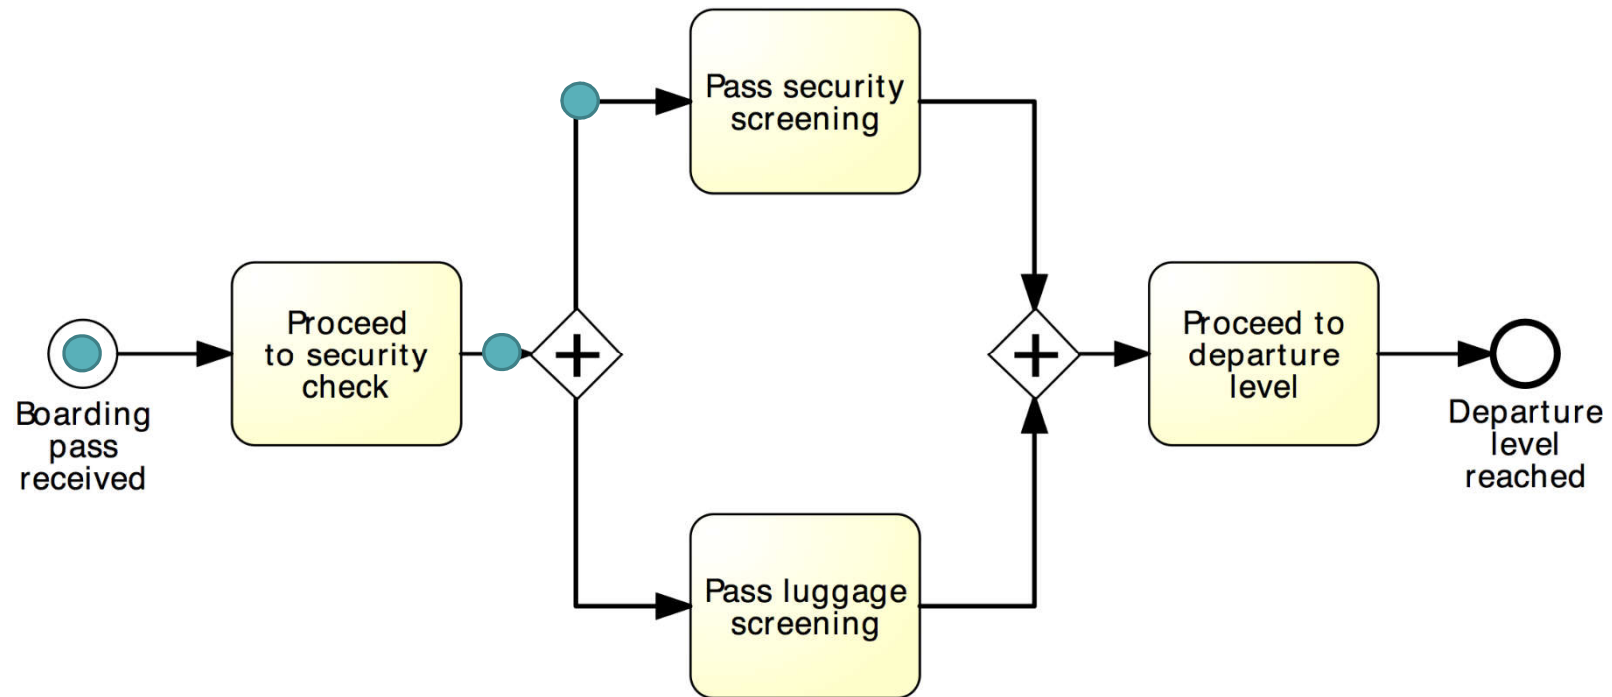 Pass security
screening
Proceed
to security
check
Boarding
pass
received
Proceed to
departure
level
Departure
level
reached
Pass luggage
screening